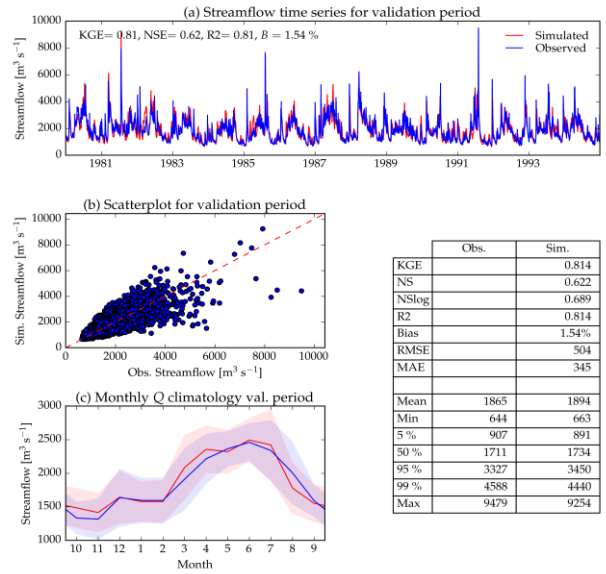 (a) Streamflow time series for validation period
KGE= 0.81, NSE= 0.62, R2= 0.81, B = 1.54 %
Simulated
Observed
Streamflow [m³ s⁻¹]
10000
8000
6000
4000
2000
0
1981 1983 1985 1987 1989 1991 1993
(b) Scatterplot for validation period
Sim. Streamflow [m³ s⁻¹]
10000
8000
6000
4000
2000
0
0 2000 4000 6000 8000 10000
Obs. Streamflow [m³ s⁻¹]
(c) Monthly Q climatology val. period
Streamflow [m³ s⁻¹]
3000
2500
2000
1500
1000
10 11 12 1 2 3 4 5 6 7 8 9
Month
Obs. Sim.
KGE 0.814
NS 0.622
NSlog 0.689
R2 0.814
Bias 1.54%
RMSE 504
MAE 345
Mean 1865 1894
Min 644 663
5 % 907 891
50 % 1711 1734
95 % 3327 3450
99 % 4588 4440
Max 9479 9254